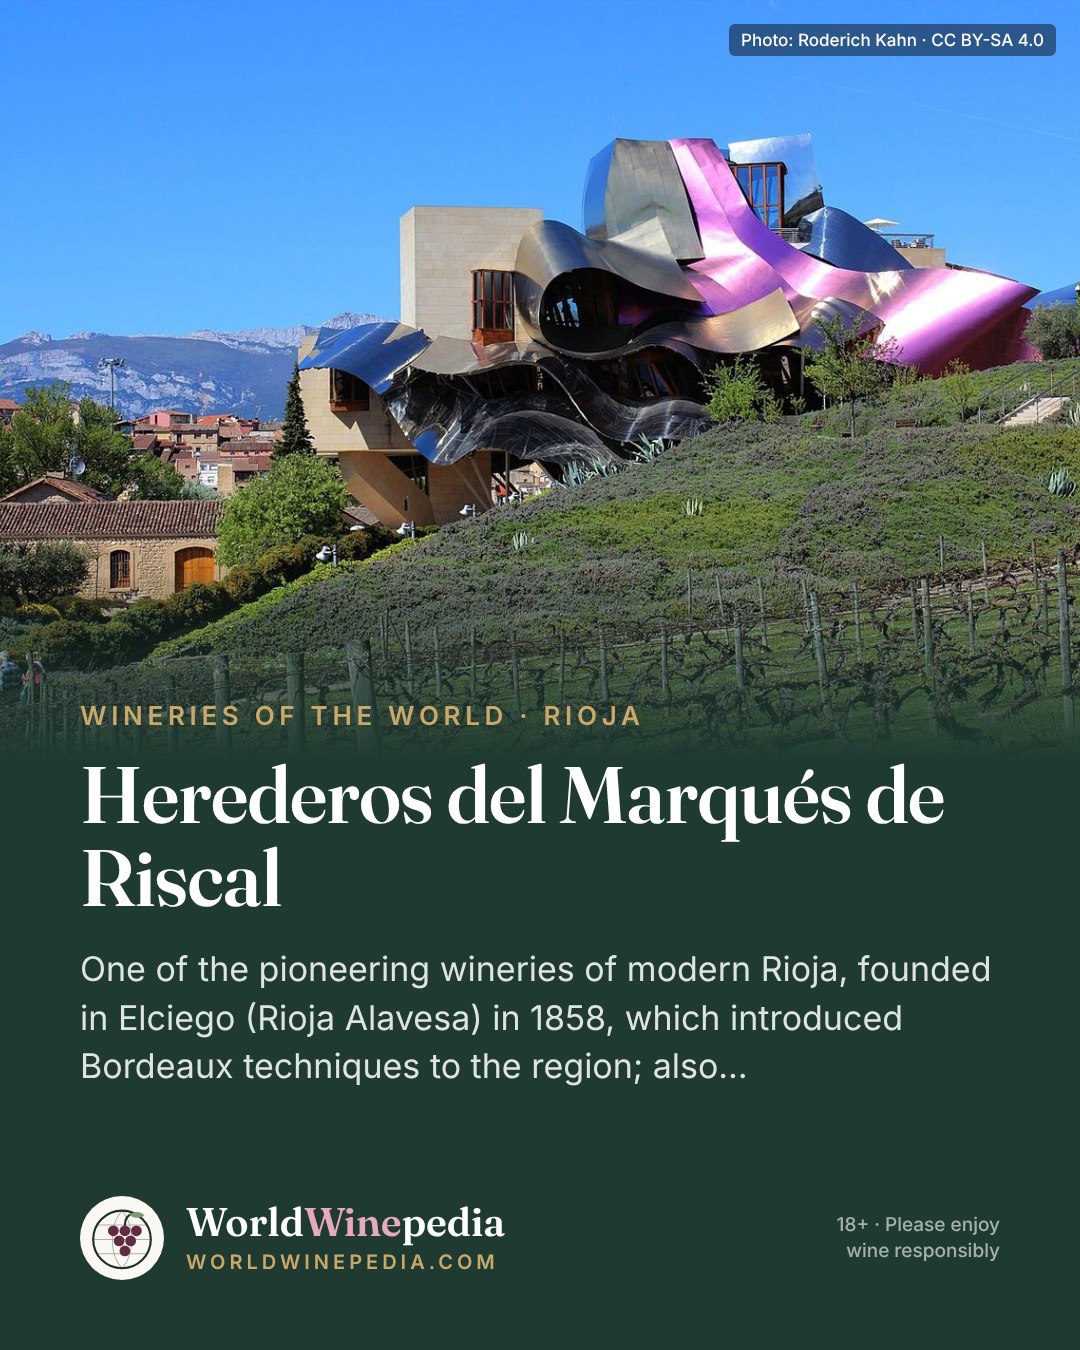 Photo: Roderich Kahn · CC BY-SA 4.0
WINERIES OF THE WORLD · RIOJA
Herederos del Marqués de
Riscal
One of the pioneering wineries of modern Rioja, founded
in Elciego (Rioja Alavesa) in 1858, which introduced
Bordeaux techniques to the region; also...
WorldWinepedia
WORLDWINEPEDIA.COM
18+ · Please enjoy
wine responsibly